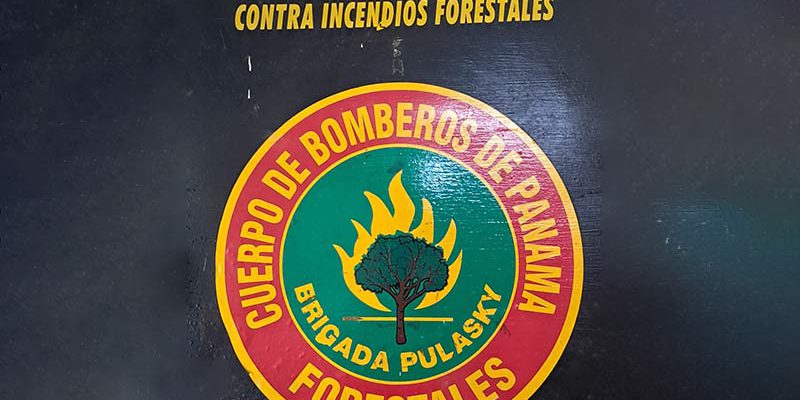 CONTRA INCENDIOS FORESTALES
CUERPO DE BOMBEROS DE PANAMA
BRIGADA PULASKY
FORESTALES